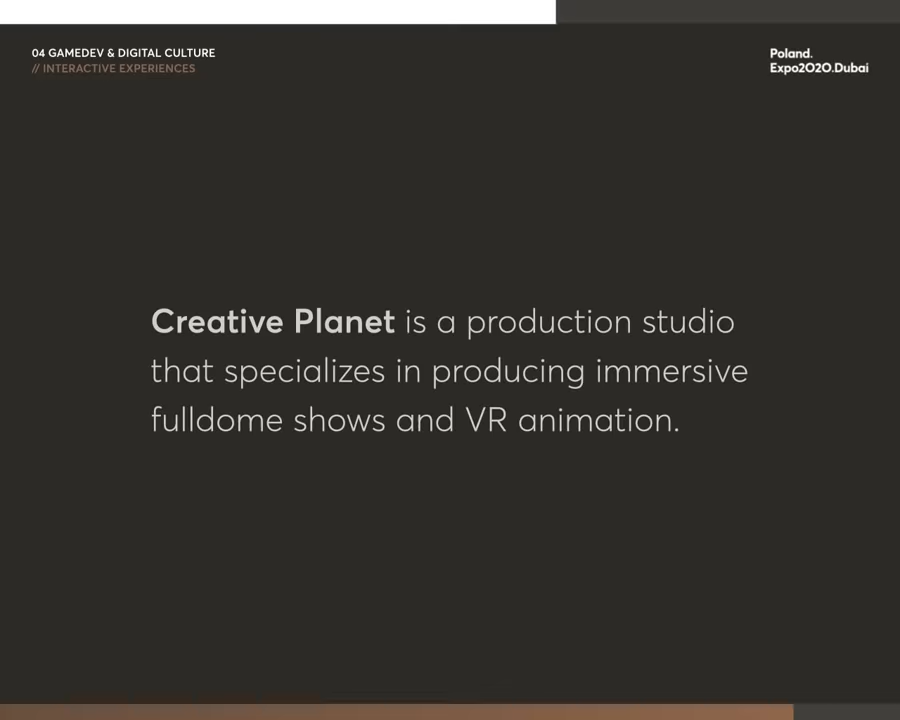 04 GAMEDEV & DIGITAL CULTURE
// INTERACTIVE EXPERIENCES
Poland.
Expo2020.Dubai
Creative Planet is a production studio
that specializes in producing immersive
fulldome shows and VR animation.